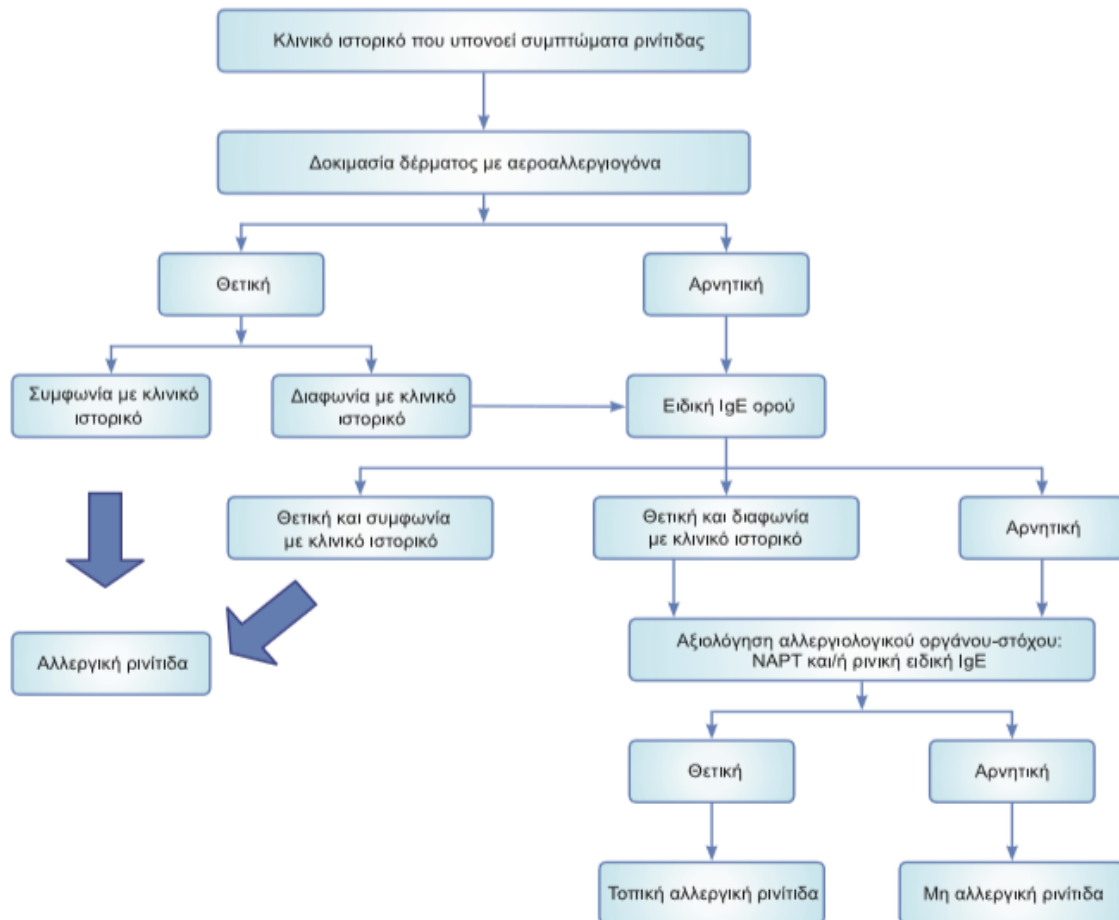 Κλινικό ιστορικό που υπονοεί συμπτώματα ρινίτιδας
Δοκιμασία δέρματος με αεροαλλεργιογόνα
Θετική
Αρνητική
Συμφωνία με κλινικό
ιστορικό
Διαφωνία με κλινικό
ιστορικό
Ειδική IgE ορού
Θετική και συμφωνία
με κλινικό ιστορικό
Θετική και διαφωνία
με κλινικό ιστορικό
Αρνητική
Αλλεργική ρινίτιδα
Αξιολόγηση αλλεργιολογικού οργάνου-στόχου:
NAPT και/ή ρινική ειδική IgE
Θετική
Αρνητική
Τοπική αλλεργική ρινίτιδα
Μη αλλεργική ρινίτιδα